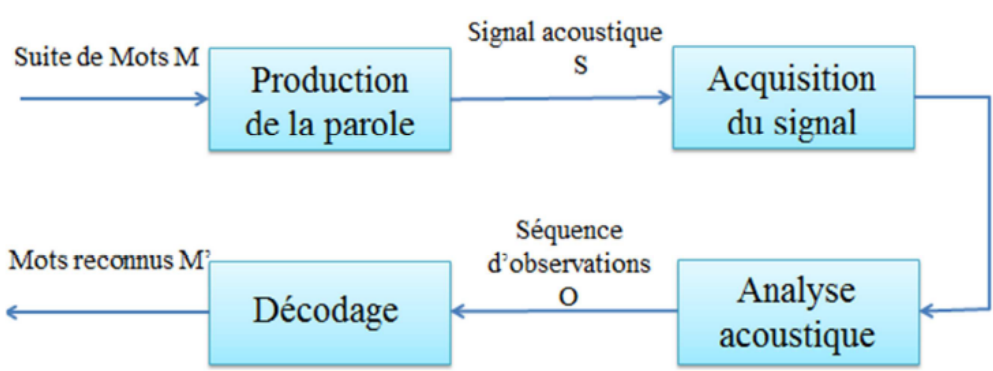 Suite de Mots M
Production
de la parole
Signal acoustique
S
Acquisition
du signal
Mots reconnus M'
Décodage
Séquence
d'observations
O
Analyse
acoustique